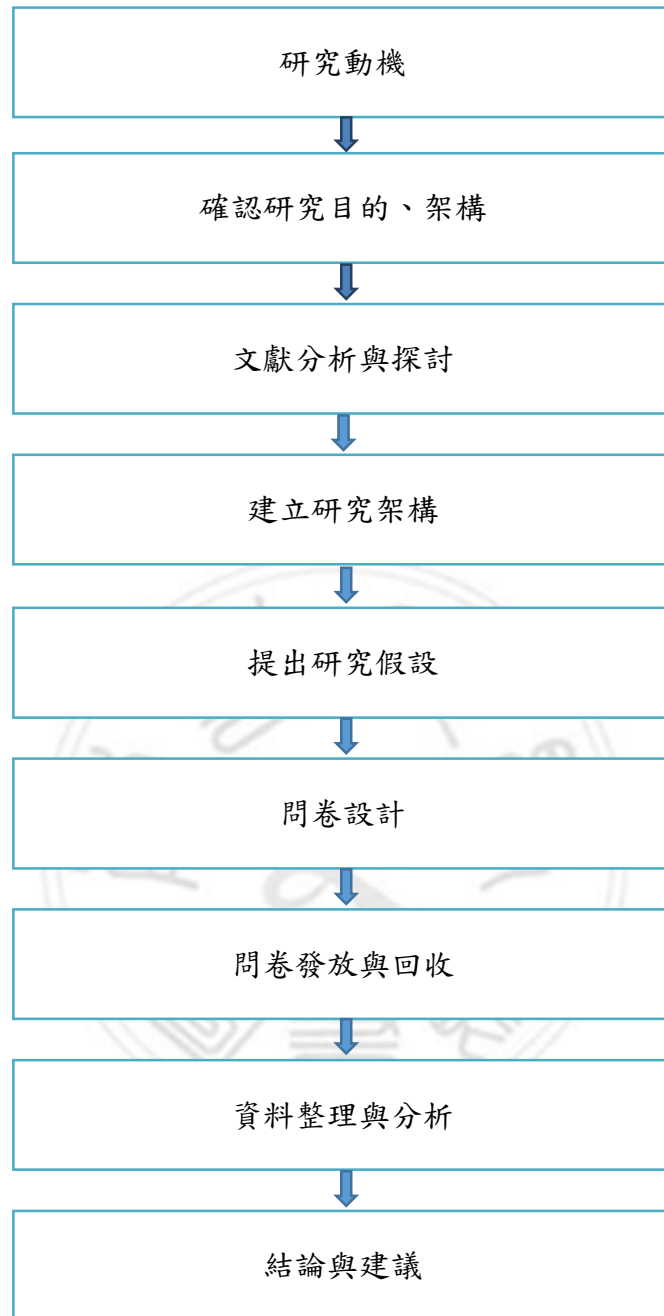 研究動機
確認研究目的、架構
文獻分析與探討
建立研究架構
提出研究假設
問卷設計
問卷發放與回收
資料整理與分析
結論與建議